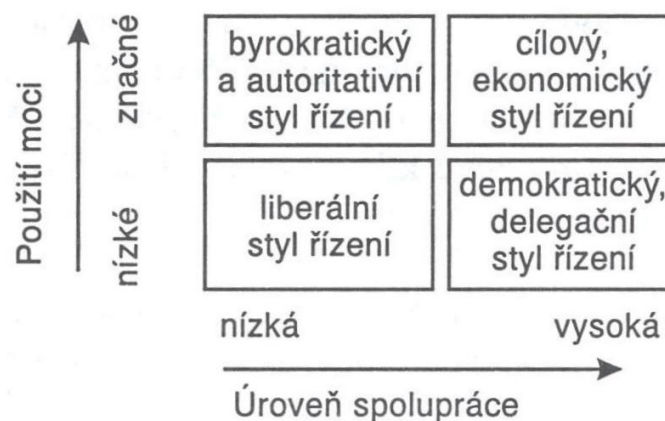 Použití moci
značné
nízké
byrokratický
a autoritativní
styl řízení
cílový,
ekonomický
styl řízení
liberální
styl řízení
demokratický,
delegační
styl řízení
nízká
vysoká
Úroveň spolupráce